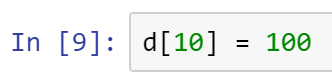 In [9]: d[10] = 100